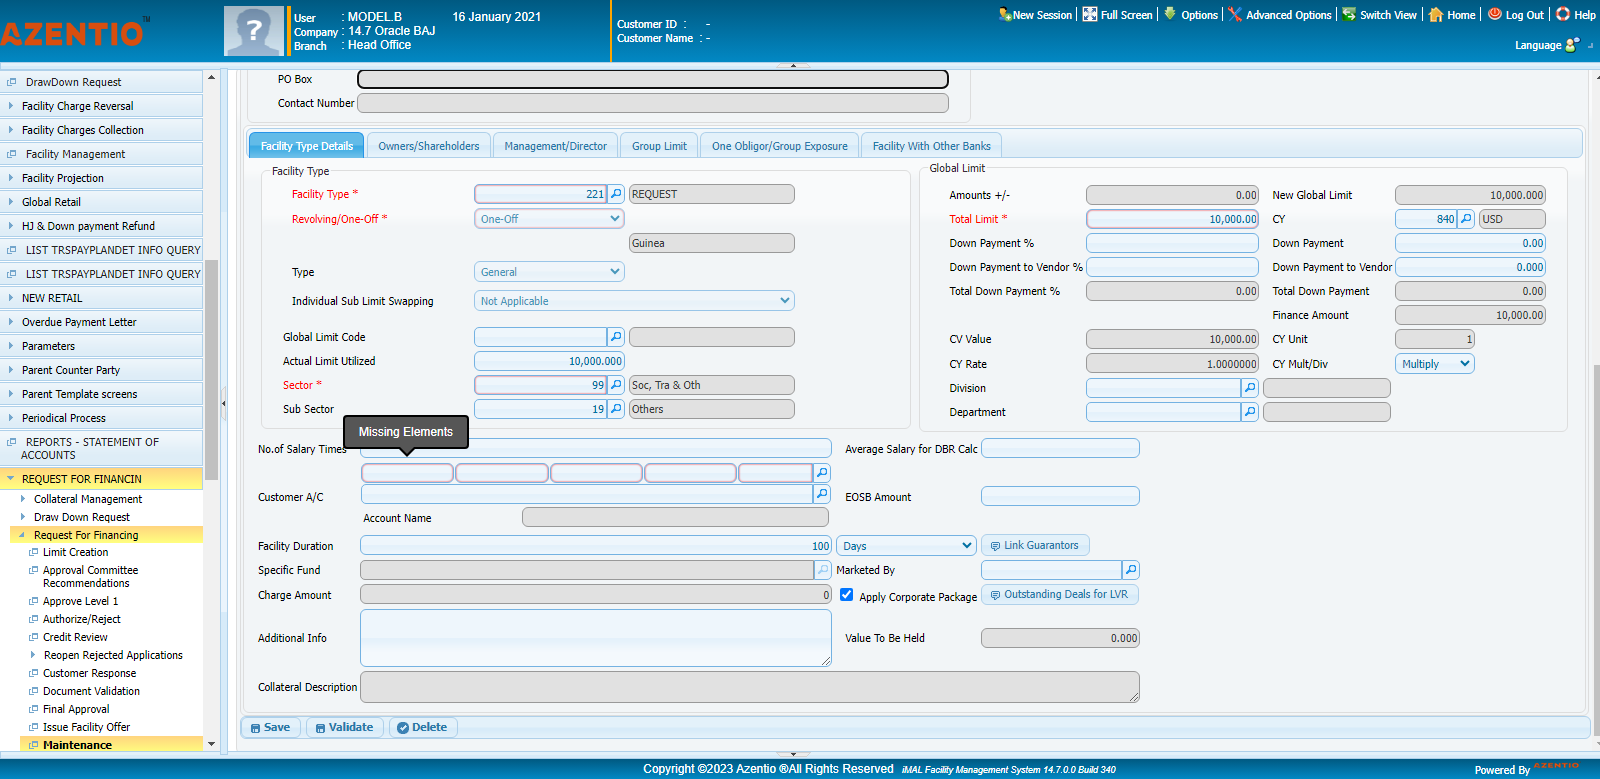 AZENTIO TM
User : MODEL.B 16 January 2021
Company : 14.7 Oracle BAJ
Branch : Head Office
Customer ID : -
Customer Name : -
New Session Full Screen Options Advanced Options Switch View Home Log Out Help
Language
DrawDown Request
Facility Charge Reversal
Facility Charges Collection
Facility Management
Facility Projection
Global Retail
HJ & Down payment Refund
LIST TRSPAYPLANDET INFO QUERY
LIST TRSPAYPLANDET INFO QUERY
NEW RETAIL
Overdue Payment Letter
Parameters
Parent Counter Party
Parent Template screens
Periodical Process
REPORTS - STATEMENT OF
ACCOUNTS
REQUEST FOR FINANCIN
Collateral Management
Draw Down Request
Request For Financing
Limit Creation
Approval Committee
Recommendations
Approve Level 1
Authorize/Reject
Credit Review
Reopen Rejected Applications
Customer Response
Document Validation
Final Approval
Issue Facility Offer
Maintenance
PO Box
Contact Number
Facility Type Details Owners/Shareholders Management/Director Group Limit One Obligor/Group Exposure Facility With Other Banks
Facility Type
Facility Type * 221 REQUEST
Revolving/One-Off * One-Off
Guinea
Type General
Individual Sub Limit Swapping Not Applicable
Global Limit Code
Actual Limit Utilized 10,000.000
Sector * 99 Soc, Tra & Oth
Sub Sector 19 Others
Global Limit
Amounts +/- 0.00 New Global Limit 10,000.000
Total Limit * 10,000.00 CY 840 USD
Down Payment % Down Payment 0.00
Down Payment to Vendor % Down Payment to Vendor 0.000
Total Down Payment % 0.00 Total Down Payment 0.00
Finance Amount 10,000.00
CV Value 10,000.00 CY Unit 1
CY Rate 1.0000000 CY Mult/Div Multiply
Division
Department
Missing Elements
No.of Salary Times Average Salary for DBR Calc
Customer A/C EOSB Amount
Account Name
Facility Duration 100 Days Link Guarantors
Specific Fund Marketed By
Charge Amount 0 Apply Corporate Package Outstanding Deals for LVR
Additional Info Value To Be Held 0.000
Collateral Description
Save Validate Delete
Copyright ©2023 Azentio ®All Rights Reserved iMAL Facility Management System 14.7.0.0 Build 340
Powered By AZENTIO